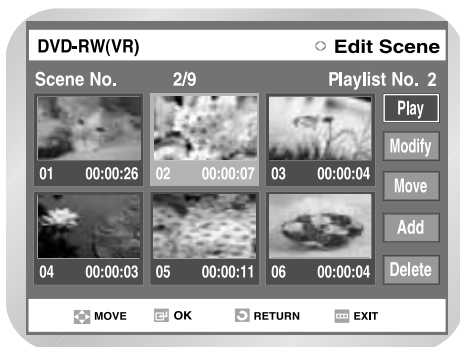 DVD-RW(VR) Edit Scene
Scene No. 2/9 Playlist No. 2
Play
Modify
Move
Add
Delete
01 00:00:26 02 00:00:07 03 00:00:04
04 00:00:03 05 00:00:11 06 00:00:04
MOVE OK RETURN EXIT